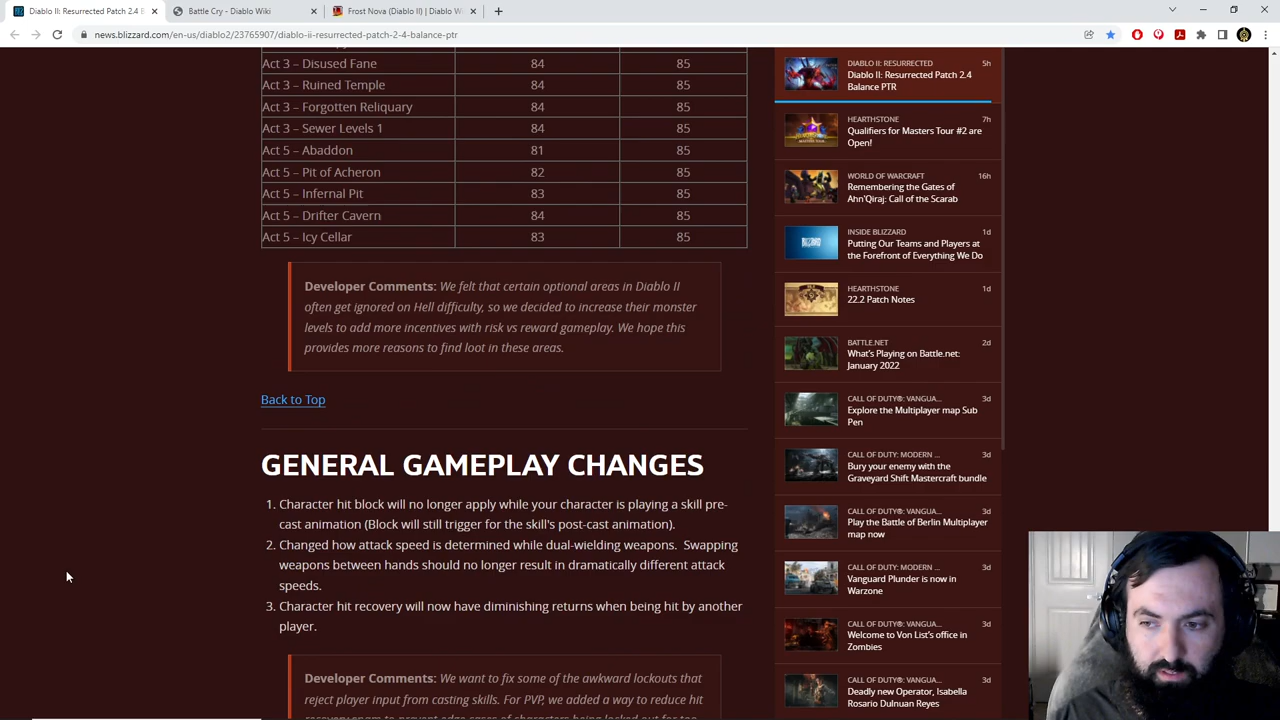 Diablo II: Resurrected Patch 2.4 B
Battle Cry - Diablo Wiki
Frost Nova (Diablo II) | Diablo W
news.blizzard.com/en-us/diablo2/23765907/diablo-ii-resurrected-patch-2-4-balance-ptr
Act 3 – Disused Fane 84 85
Act 3 – Ruined Temple 84 85
Act 3 – Forgotten Reliquary 84 85
Act 3 – Sewer Levels 1 84 85
Act 5 – Abaddon 81 85
Act 5 – Pit of Acheron 82 85
Act 5 – Infernal Pit 83 85
Act 5 – Drifter Cavern 84 85
Act 5 – Icy Cellar 83 85
Developer Comments: We felt that certain optional areas in Diablo II
often get ignored on Hell difficulty, so we decided to increase their monster
levels to add more incentives with risk vs reward gameplay. We hope this
provides more reasons to find loot in these areas.
Back to Top
GENERAL GAMEPLAY CHANGES
1. Character hit block will no longer apply while your character is playing a skill pre-
cast animation (Block will still trigger for the skill's post-cast animation).
2. Changed how attack speed is determined while dual-wielding weapons. Swapping
weapons between hands should no longer result in dramatically different attack
speeds.
3. Character hit recovery will now have diminishing returns when being hit by another
player.
Developer Comments: We want to fix some of the awkward lockouts that
reject player input from casting skills. For PVP, we added a way to reduce hit
DIABLO II: RESURRECTED 5h
Diablo II: Resurrected Patch 2.4
Balance PTR
HEARTHSTONE 7h
Qualifiers for Masters Tour #2 are
Open!
WORLD OF WARCRAFT 16h
Remembering the Gates of
Ahn'Qiraj: Call of the Scarab
INSIDE BLIZZARD 1d
Putting Our Teams and Players at
the Forefront of Everything We Do
HEARTHSTONE 1d
22.2 Patch Notes
BATTLE.NET 2d
What's Playing on Battle.net:
January 2022
CALL OF DUTY®: VANGUA... 3d
Explore the Multiplayer map Sub
Pen
CALL OF DUTY: MODERN ... 3d
Bury your enemy with the
Graveyard Shift Mastercraft bundle
CALL OF DUTY®: VANGUA... 3d
Play the Battle of Berlin Multiplayer
map now
CALL OF DUTY: MODERN ... 3d
Vanguard Plunder is now in
Warzone
CALL OF DUTY®: VANGUA... 3d
Welcome to Von List's office in
Zombies
CALL OF DUTY®: VANGUA... 3d
Deadly new Operator, Isabella
Rosario Dulnuan Reyes